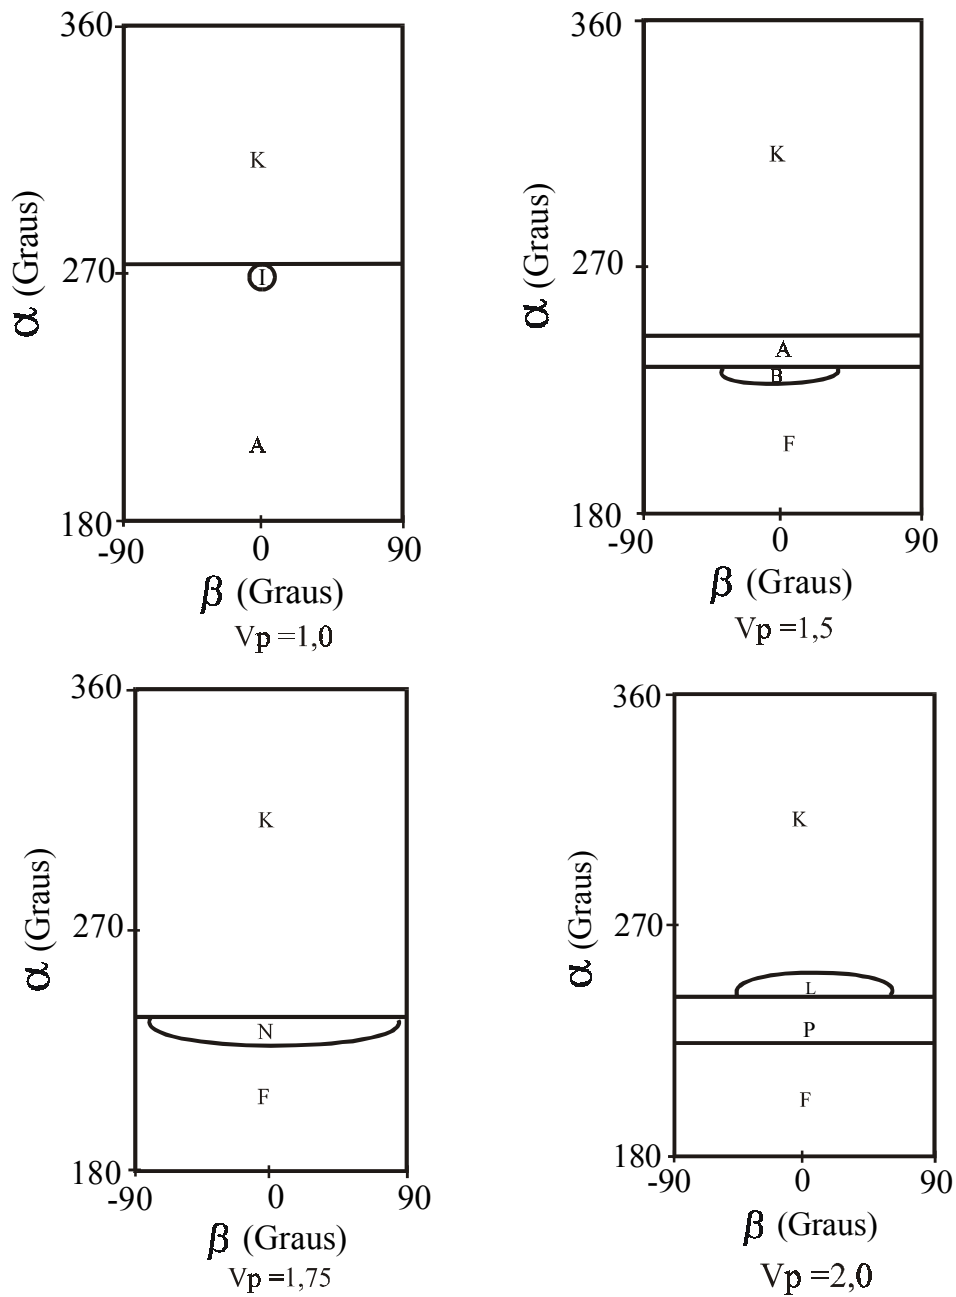 360
K
α (Graus)
270
I
A
180
-90 0 90
β (Graus)
Vp =1,0
360
K
α (Graus)
270
A
B
F
180
-90 0 90
β (Graus)
Vp =1,5
360
K
α (Graus)
270
N
F
180
-90 0 90
β (Graus)
Vp =1,75
360
K
α (Graus)
270
L
P
F
180
-90 0 90
β (Graus)
Vp =2,0